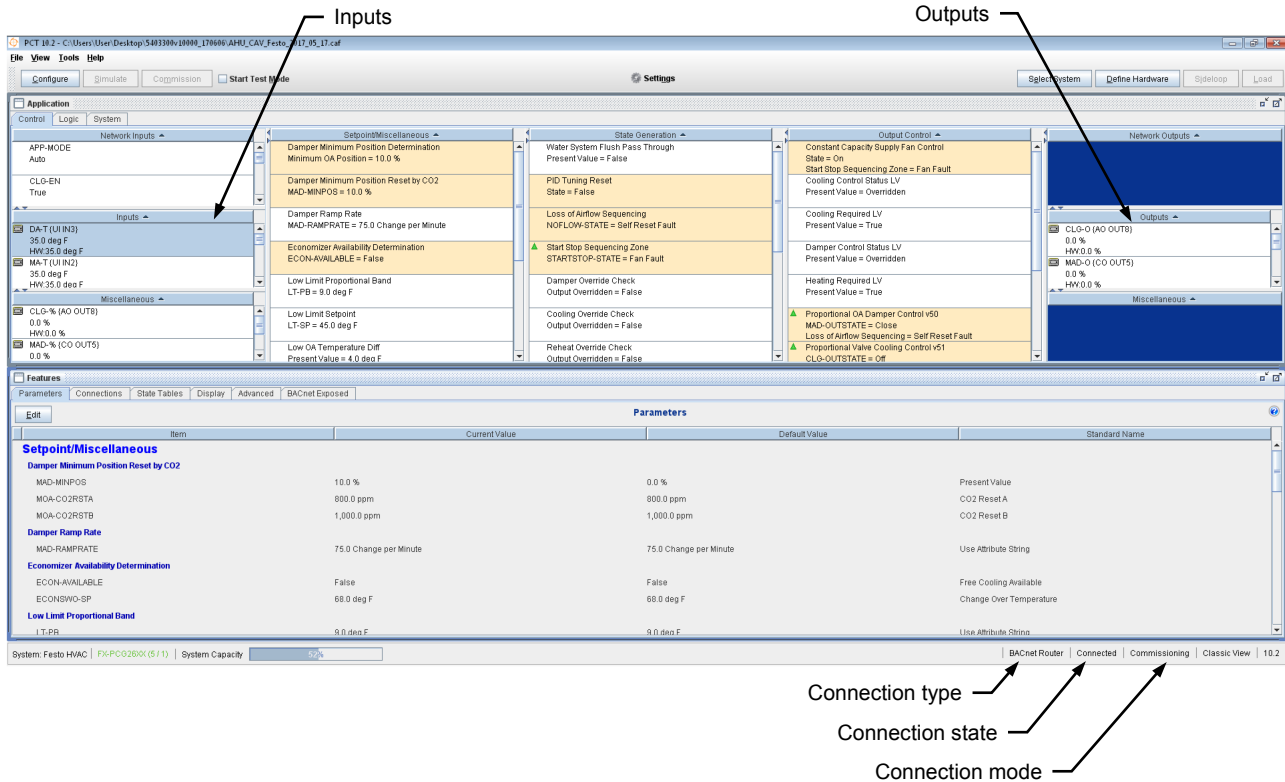 Inputs
Outputs
PCT 10.2 - C:\Users\User\Desktop\5403300v10000_170606\AHU_CAV_Festo_2017_05_17.caf
File View Tools Help
Configure Simulate Commission Start Test Mode Settings Select System Define Hardware Sideloop Load
Application
Control Logic System
Network Inputs
APP-MODE
Auto
CLG-EN
True
Inputs
DA-T (UI IN3)
35.0 deg F
HW:35.0 deg F
MA-T (UI IN2)
35.0 deg F
HW:35.0 deg F
Miscellaneous
CLG-% (AO OUT8)
0.0 %
HW:0.0 %
MAD-% (CO OUT5)
0.0 %
Setpoint/Miscellaneous
Damper Minimum Position Determination
Minimum OA Position = 10.0 %
Damper Minimum Position Reset by CO2
MAD-MINPOS = 10.0 %
Damper Ramp Rate
MAD-RAMPRATE = 75.0 Change per Minute
Economizer Availability Determination
ECON-AVAILABLE = False
Low Limit Proportional Band
LT-PB = 9.0 deg F
Low Limit Setpoint
LT-SP = 45.0 deg F
Low OA Temperature Diff
Present Value = 4.0 deg F
State Generation
Water System Flush Pass Through
Present Value = False
PID Tuning Reset
State = False
Loss of Airflow Sequencing
NOFLOW-STATE = Self Reset Fault
Start Stop Sequencing Zone
STARTSTOP-STATE = Fan Fault
Damper Override Check
Output Overridden = False
Cooling Override Check
Output Overridden = False
Reheat Override Check
Output Overridden = False
Output Control
Constant Capacity Supply Fan Control
State = On
Start Stop Sequencing Zone = Fan Fault
Cooling Control Status LV
Present Value = Overridden
Cooling Required LV
Present Value = True
Damper Control Status LV
Present Value = Overridden
Heating Required LV
Present Value = True
Proportional OA Damper Control v50
MAD-OUTSTATE = Close
Loss of Airflow Sequencing = Self Reset Fault
Proportional Valve Cooling Control v51
CLG-OUTSTATE = Off
Network Outputs
Outputs
CLG-O (AO OUT8)
0.0 %
HW:0.0 %
MAD-O (CO OUT5)
0.0 %
HW:0.0 %
Miscellaneous
Features
Parameters Connections State Tables Display Advanced BACnet Exposed
Edit Parameters
Item Current Value Default Value Standard Name
Setpoint/Miscellaneous
Damper Minimum Position Reset by CO2
MAD-MINPOS 10.0 % 0.0 % Present Value
MOA-CO2RSTA 800.0 ppm 800.0 ppm CO2 Reset A
MOA-CO2RSTB 1,000.0 ppm 1,000.0 ppm CO2 Reset B
Damper Ramp Rate
MAD-RAMPRATE 75.0 Change per Minute 75.0 Change per Minute Use Attribute String
Economizer Availability Determination
ECON-AVAILABLE False False Free Cooling Available
ECONSWO-SP 68.0 deg F 68.0 deg F Change Over Temperature
Low Limit Proportional Band
LT-PB 9.0 deg F 9.0 deg F Use Attribute String
System: Festo HVAC FX-PCG26XX (5 / 1) System Capacity 52% BACnet Router Connected Commissioning Classic View 10.2
Connection type
Connection state
Connection mode